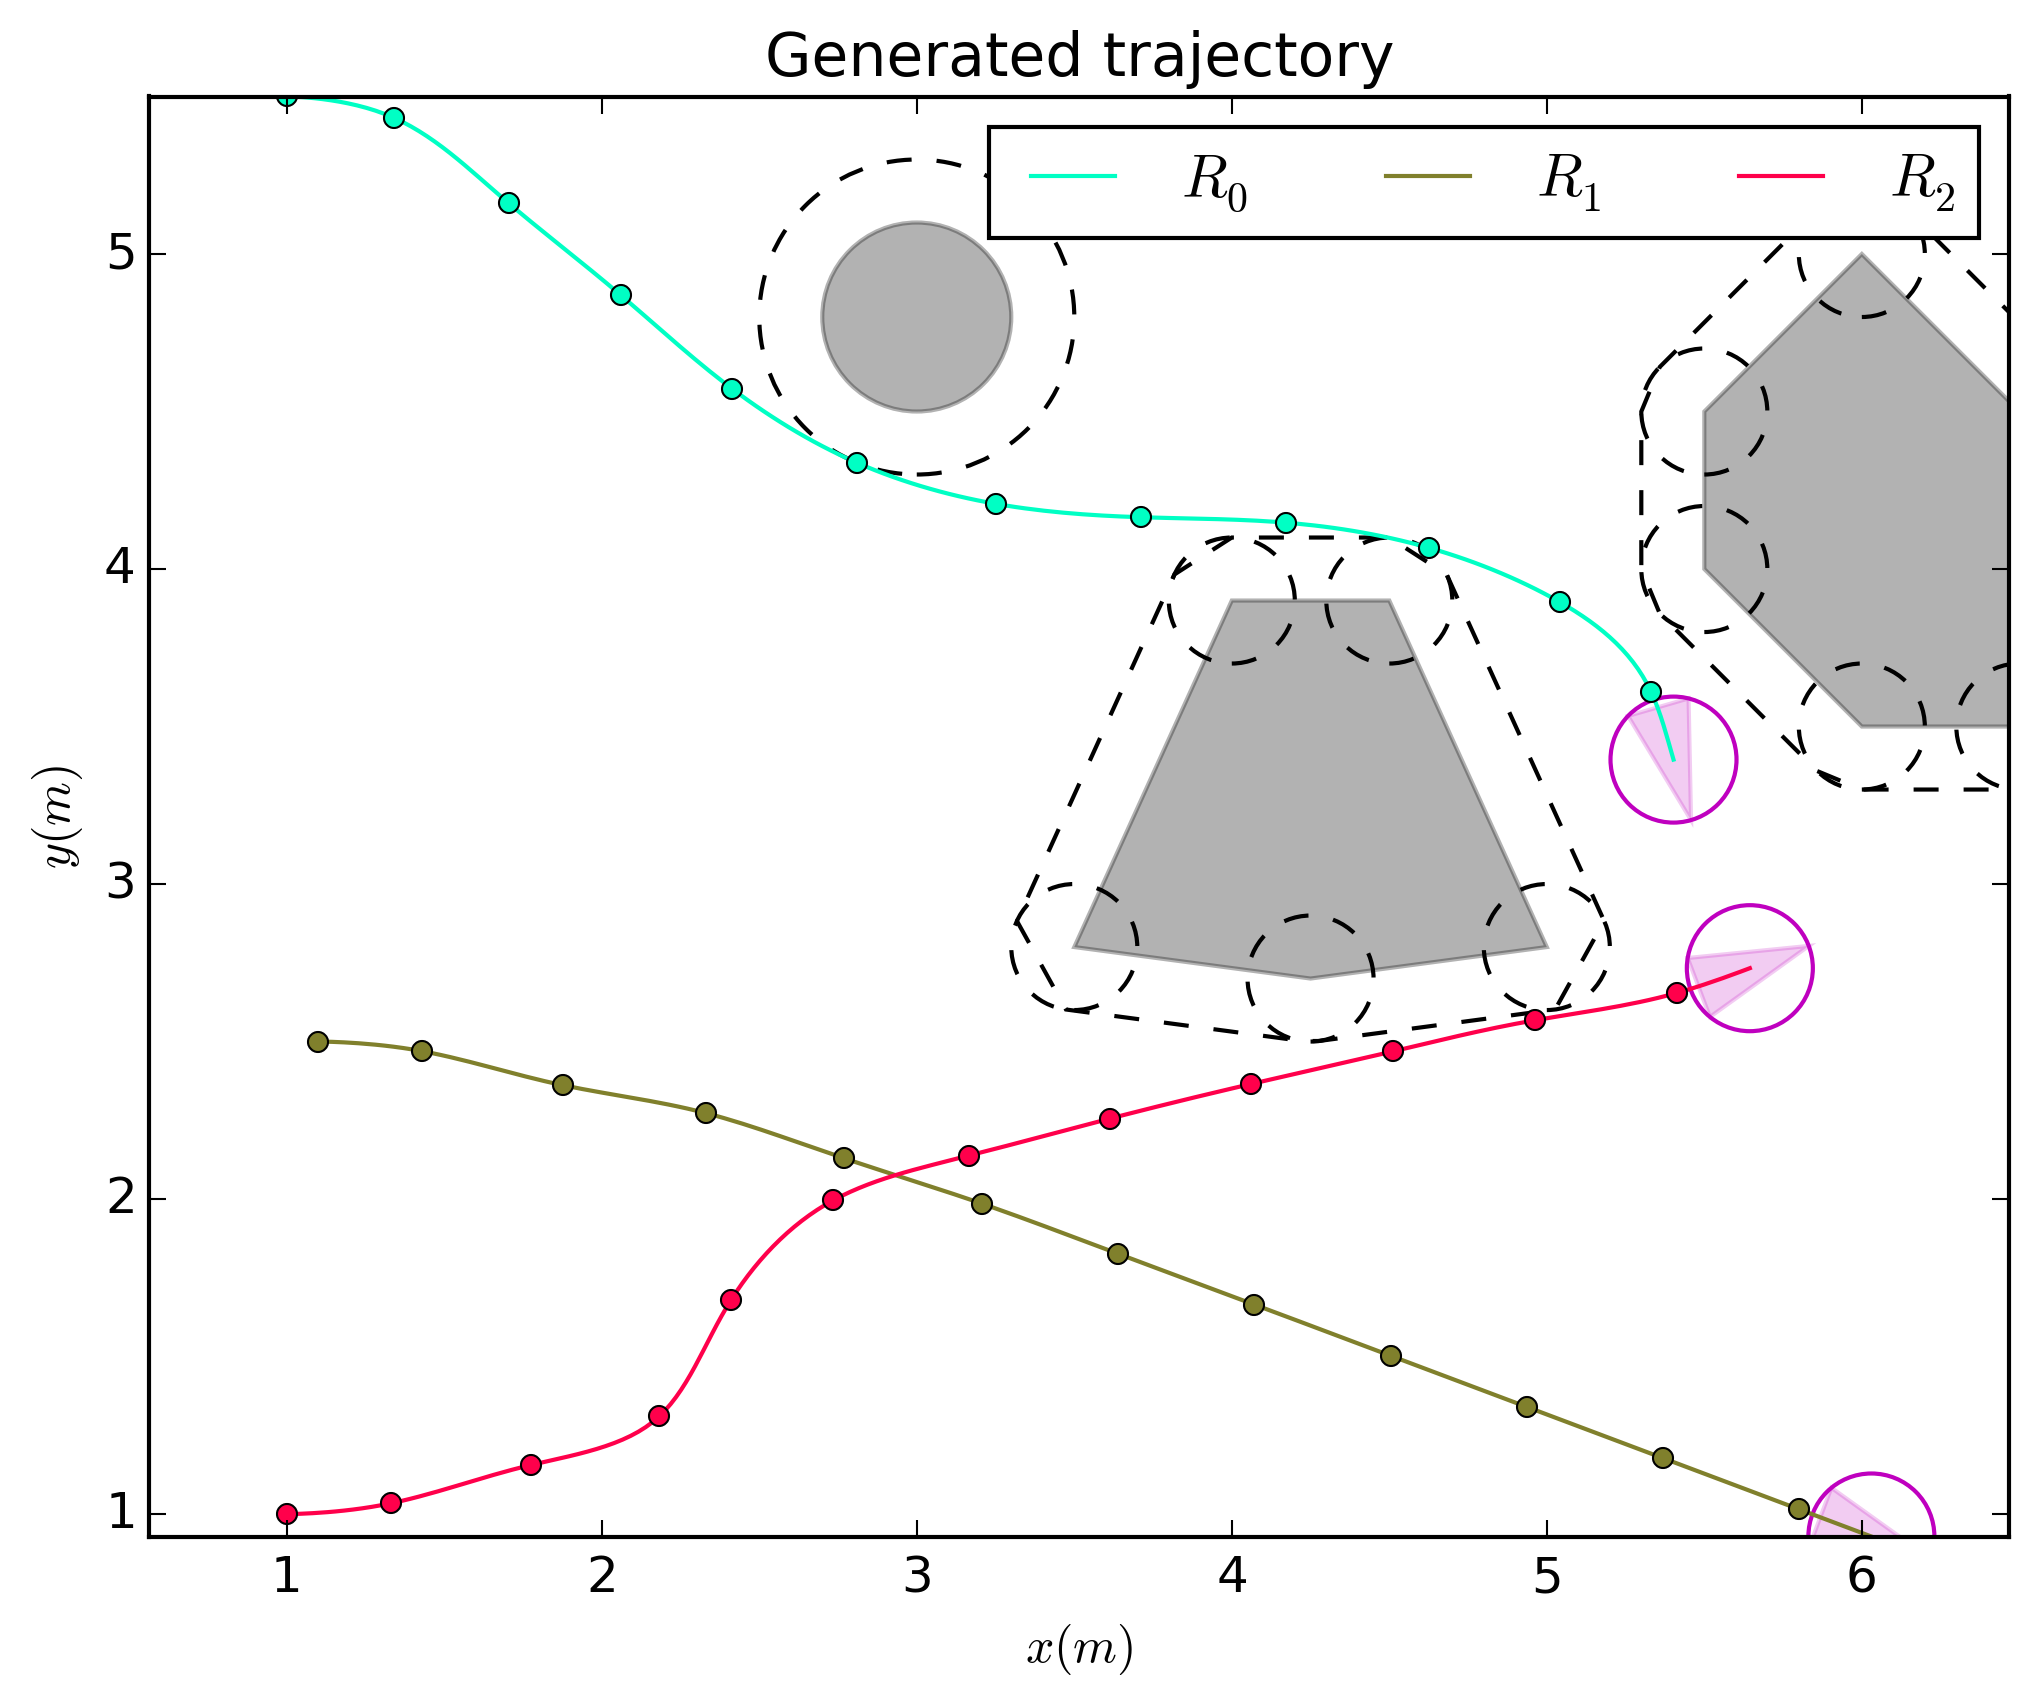 Generated trajectory
R₀ R₁ R₂
5
4
3
2
1
y(m)
1 2 3 4 5 6
x(m)